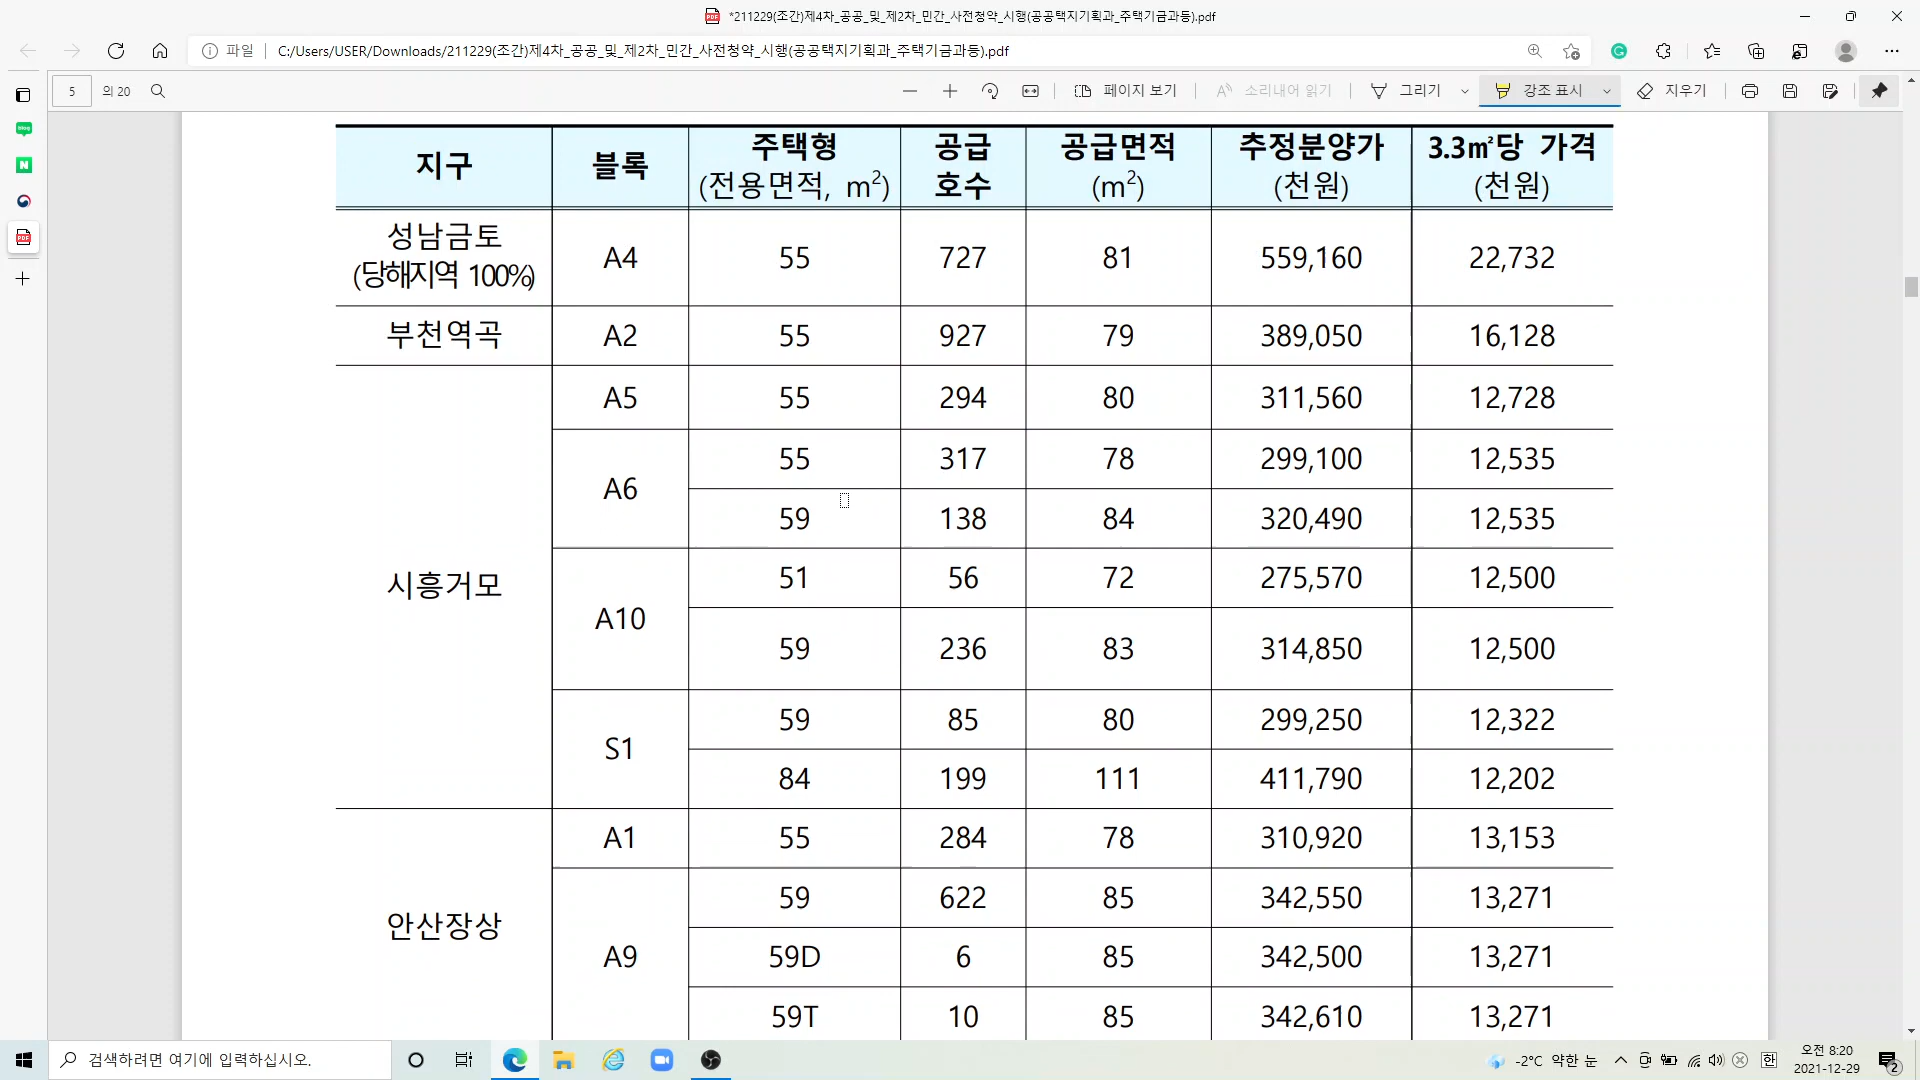 *211229(조간)제4차_공공_및_제2차_민간_사전청약_시행(공공택지기획과_주택기금과등).pdf
파일 C:/Users/USER/Downloads/211229(조간)제4차_공공_및_제2차_민간_사전청약_시행(공공택지기획과_주택기금과등).pdf
5 의 20 페이지 보기 소리내어 읽기 그리기 강조 표시 지우기
지구 블록 주택형 (전용면적, m²) 공급 호수 공급면적 (m²) 추정분양가 (천원) 3.3㎡당 가격 (천원)
성남금토 (당해지역 100%) A4 55 727 81 559,160 22,732
부천역곡 A2 55 927 79 389,050 16,128
시흥거모 A5 55 294 80 311,560 12,728
A6 55 317 78 299,100 12,535
59 138 84 320,490 12,535
A10 51 56 72 275,570 12,500
59 236 83 314,850 12,500
S1 59 85 80 299,250 12,322
84 199 111 411,790 12,202
안산장상 A1 55 284 78 310,920 13,153
A9 59 622 85 342,550 13,271
59D 6 85 342,500 13,271
59T 10 85 342,610 13,271
검색하려면 여기에 입력하십시오.
-2°C 약한 눈 한 오전 8:20
2021-12-29
2